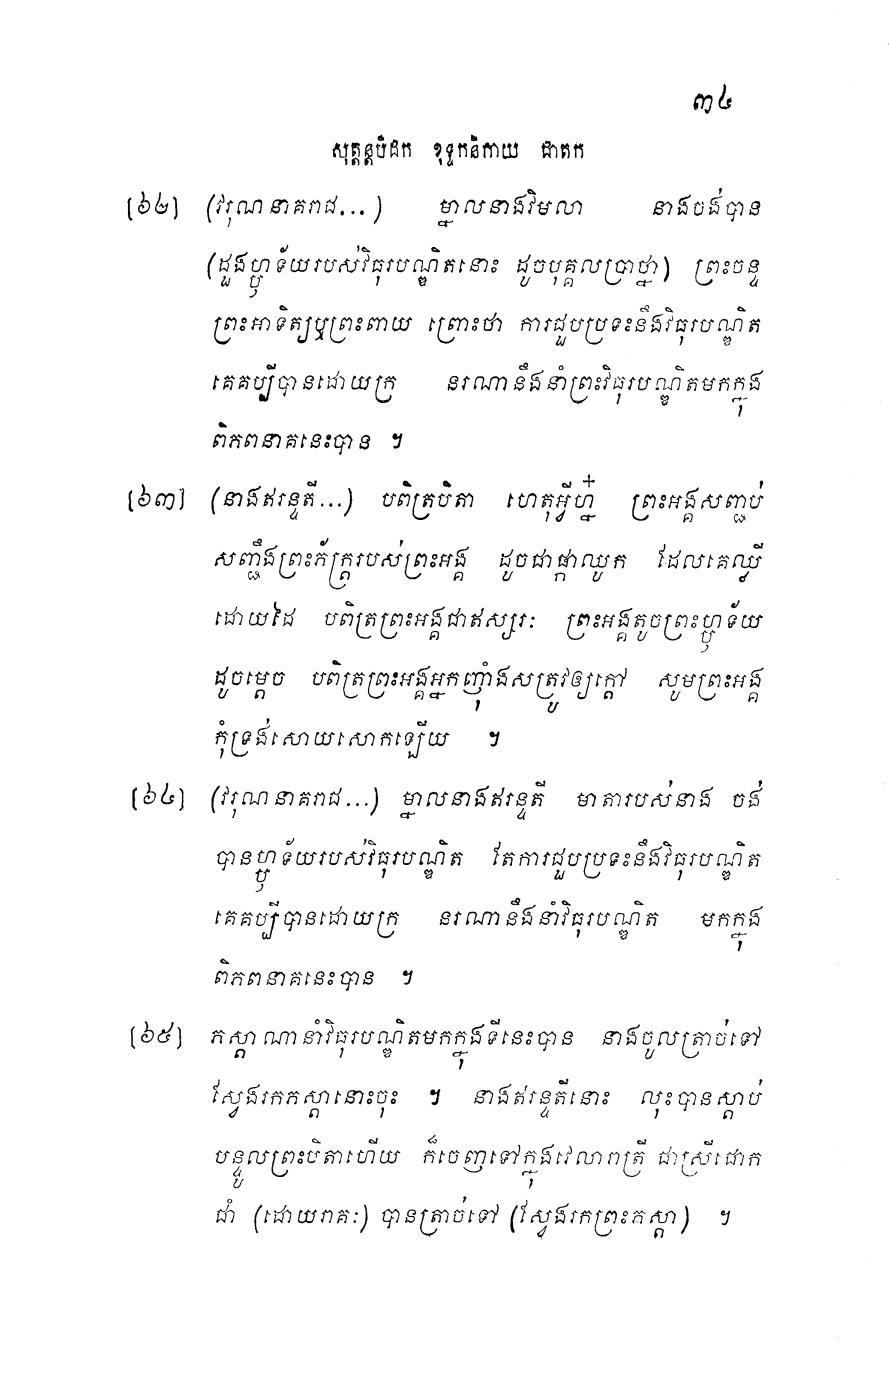 ៣៤
សុត្តន្តបិដក ខុទ្ទកនិកាយ ជាតក
[៦២] (វរុណនាគរាជ...) ម្នាលនាងវិមលា នាងចង់បាន
(ដួងហ្ឫទ័យរបស់វិធុរបណ្ឌិតនោះ ដូចបុគ្គលប្រាថ្នា) ព្រះចន្ទ
ព្រះអាទិត្យឬព្រះពាយ ព្រោះថា ការជួបប្រទះនឹងវិធុរបណ្ឌិត
គេគប្បីបានដោយក្រ នរណានឹងនាំព្រះវិធុរបណ្ឌិតមកក្នុង
ពិភពនាគនេះបាន ។
[៦៣] (នាងឥរន្ទតី...) បពិត្របិតា ហេតុអ្វីហ្ន៎ ព្រះអង្គសញ្ជប់
សញ្ជឹងព្រះភ័ក្ត្ររបស់ព្រះអង្គ ដូចជាផ្កាឈូក ដែលគេឈ្លី
ដោយដៃ បពិត្រព្រះអង្គជាឥស្សរៈ ព្រះអង្គតូចព្រះហ្ឫទ័យ
ដូចម្តេច បពិត្រព្រះអង្គអ្នកញ៉ាំងសត្រូវឲ្យក្តៅ សូមព្រះអង្គ
កុំទ្រង់សោយសោកឡើយ ។
[៦៤] (វរុណនាគរាជ...) ម្នាលនាងឥរន្ទតី មាតារបស់នាង ចង់
បានហ្ឫទ័យរបស់វិធុរបណ្ឌិត តែការជួបប្រទះនឹងវិធុរបណ្ឌិត
គេគប្បីបានដោយក្រ នរណានឹងនាំវិធុរបណ្ឌិត មកក្នុង
ពិភពនាគនេះបាន ។
[៦៥] ភស្តាណានាំវិធុរបណ្ឌិតមកក្នុងទីនេះបាន នាងចូលត្រាច់ទៅ
ស្វែងរកភស្តានោះចុះ ។ នាងឥរន្ទតីនោះ លុះបានស្តាប់
បន្ទូលព្រះបិតាហើយ ក៏ចេញទៅក្នុងវេលារាត្រី ជាស្រីជោក
ជាំ (ដោយរាគៈ) បានត្រាច់ទៅ (ស្វែងរកព្រះភស្តា) ។